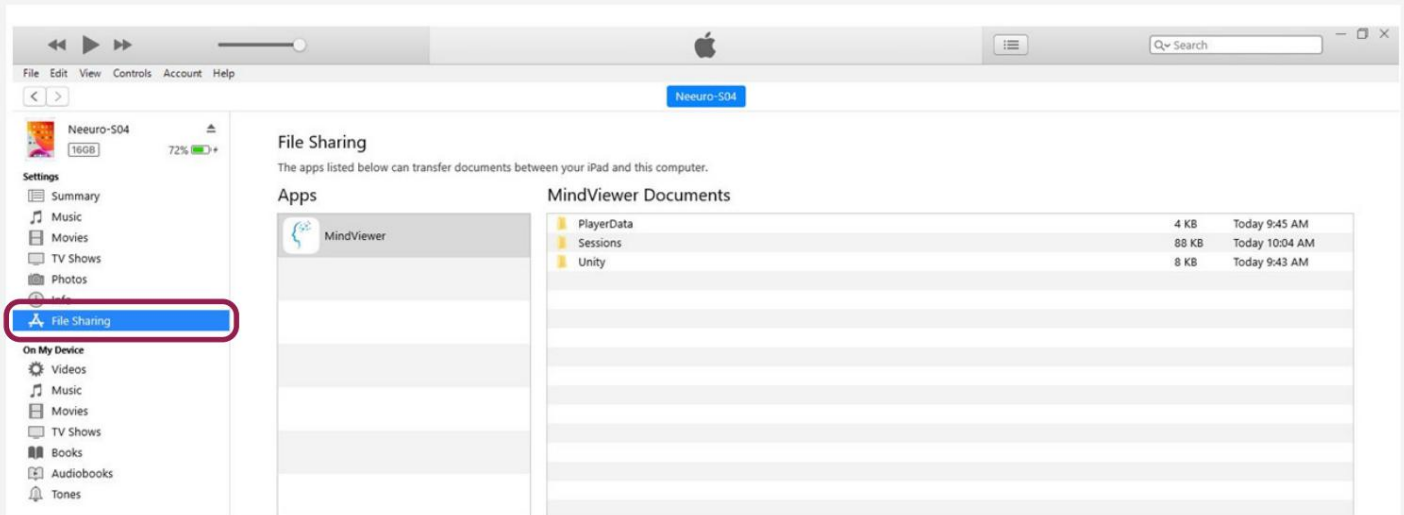 Search
File Edit View Controls Account Help
Neeuro-S04
Neeuro-S04
16GB 72%
Settings
Summary
Music
Movies
TV Shows
Photos
Info
File Sharing
On My Device
Videos
Music
Movies
TV Shows
Books
Audiobooks
Tones
File Sharing
The apps listed below can transfer documents between your iPad and this computer.
Apps
MindViewer
MindViewer Documents
PlayerData 4 KB Today 9:45 AM
Sessions 88 KB Today 10:04 AM
Unity 8 KB Today 9:43 AM